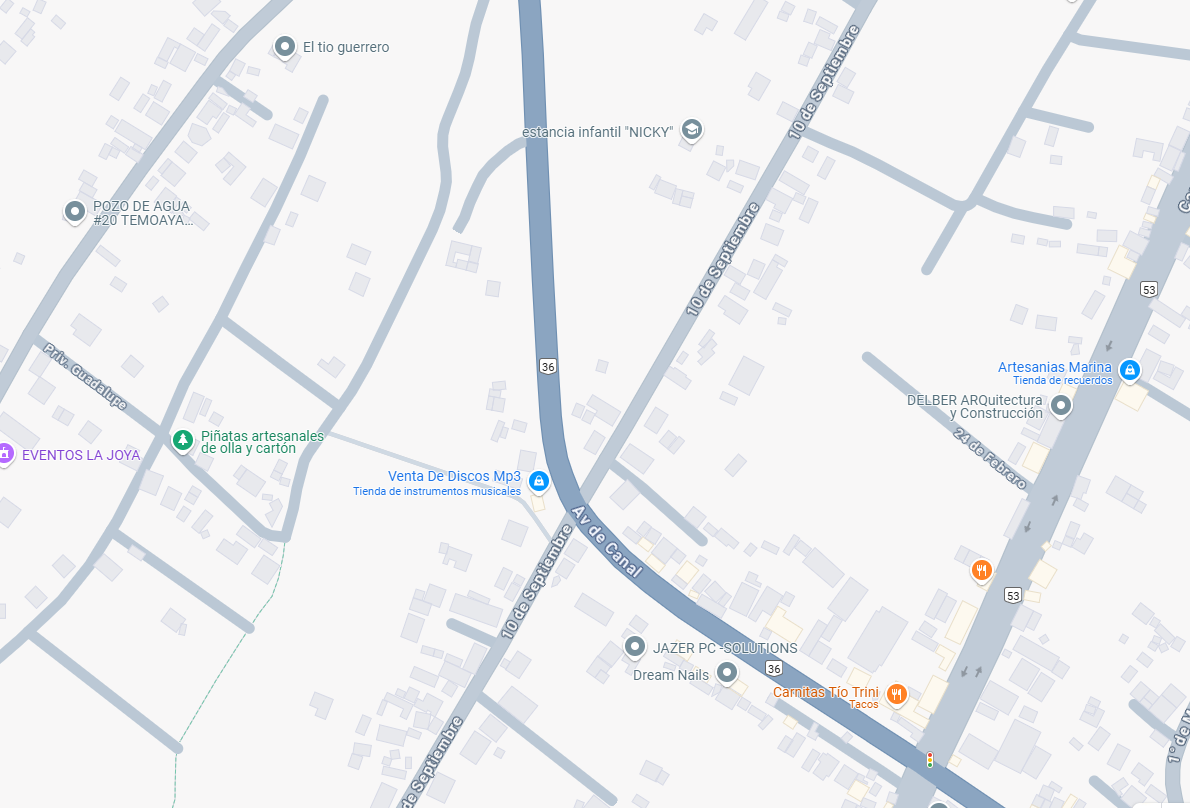 El tio guerrero
10 de Septiembre
estancia infantil "NICKY"
POZO DE AGUA
#20 TEMOAYA...
10 de Septiembre
53
Priv. Guadalupe
36
Artesanias Marina
Tienda de recuerdos
DELBER ARQuitectura
y Construcción
Piñatas artesanales
de olla y cartón
EVENTOS LA JOYA
24 de Febrero
Venta De Discos Mp3
Tienda de instrumentos musicales
Av de Canal
10 de Septiembre
53
JAZER PC -SOLUTIONS
36
Dream Nails
Carnitas Tío Trini
Tacos
de Septiembre
1° de M